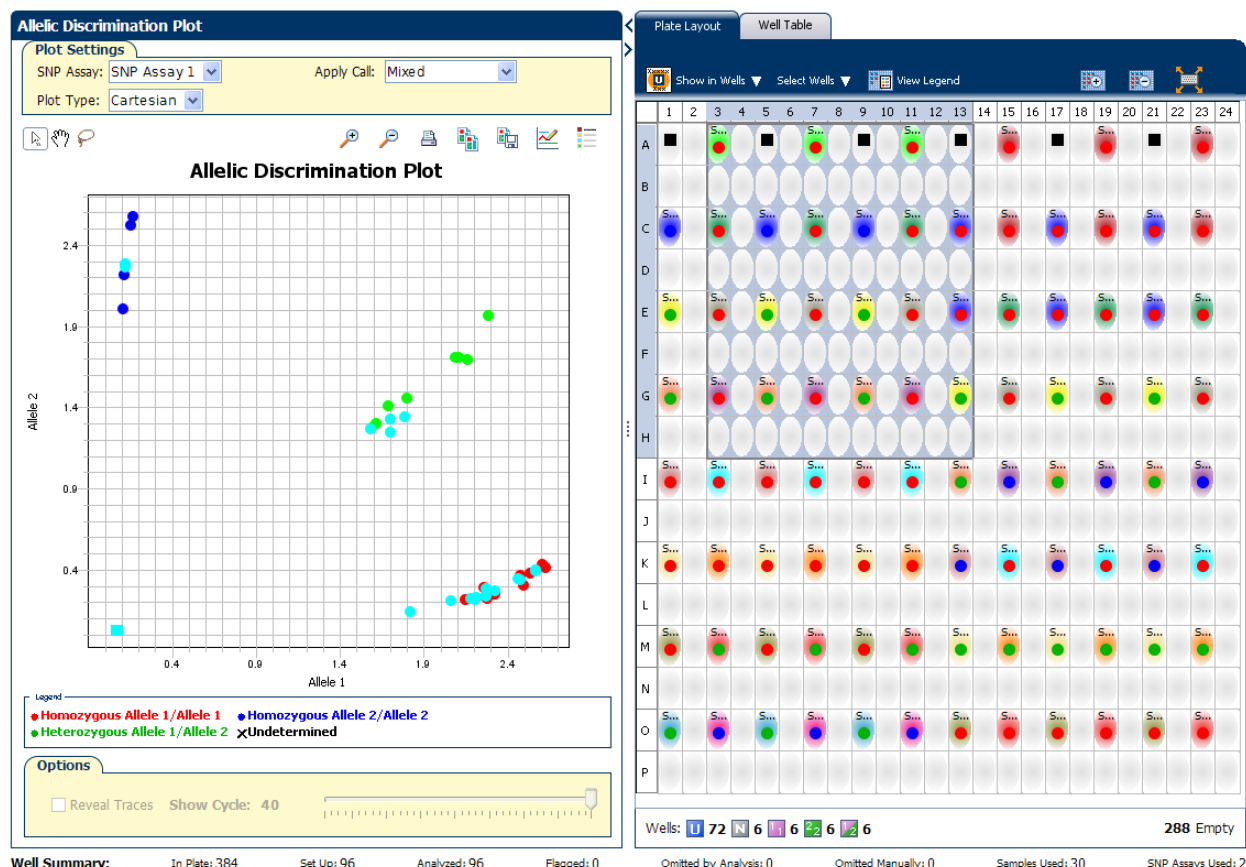 Allelic Discrimination Plot
Plot Settings
SNP Assay: SNP Assay 1 Apply Call: Mixed
Plot Type: Cartesian
Allelic Discrimination Plot
2.4
1.9
1.4
0.9
0.4
Allele 2
0.4 0.9 1.4 1.9 2.4
Allele 1
Legend
Homozygous Allele 1/Allele 1 Homozygous Allele 2/Allele 2
Heterozygous Allele 1/Allele 2 Undetermined
Options
Reveal Traces Show Cycle: 40
Plate Layout Well Table
U Show in Wells ▼ Select Wells ▼ View Legend
1 2 3 4 5 6 7 8 9 10 11 12 13 14 15 16 17 18 19 20 21 22 23 24
S... S... S... S... S... S...
A
B
S... S... S... S... S... S... S... S... S... S... S... S...
C
D
S... S... S... S... S... S... S... S... S... S... S... S...
E
F
S... S... S... S... S... S... S... S... S... S... S... S...
G
H
S... S... S... S... S... S... S... S... S... S... S... S...
I
J
S... S... S... S... S... S... S... S... S... S... S... S...
K
L
S... S... S... S... S... S... S... S... S... S... S... S...
M
N
S... S... S... S... S... S... S... S... S... S... S... S...
O
P
Wells: U 72 N 6 1/1 6 2/2 6 1/2 6 288 Empty
Well Summary: In Plate: 384 Set Up: 96 Analyzed: 96 Flagged: 0 Omitted by Analysis: 0 Omitted Manually: 0 Samples Used: 30 SNP Assays Used: 2